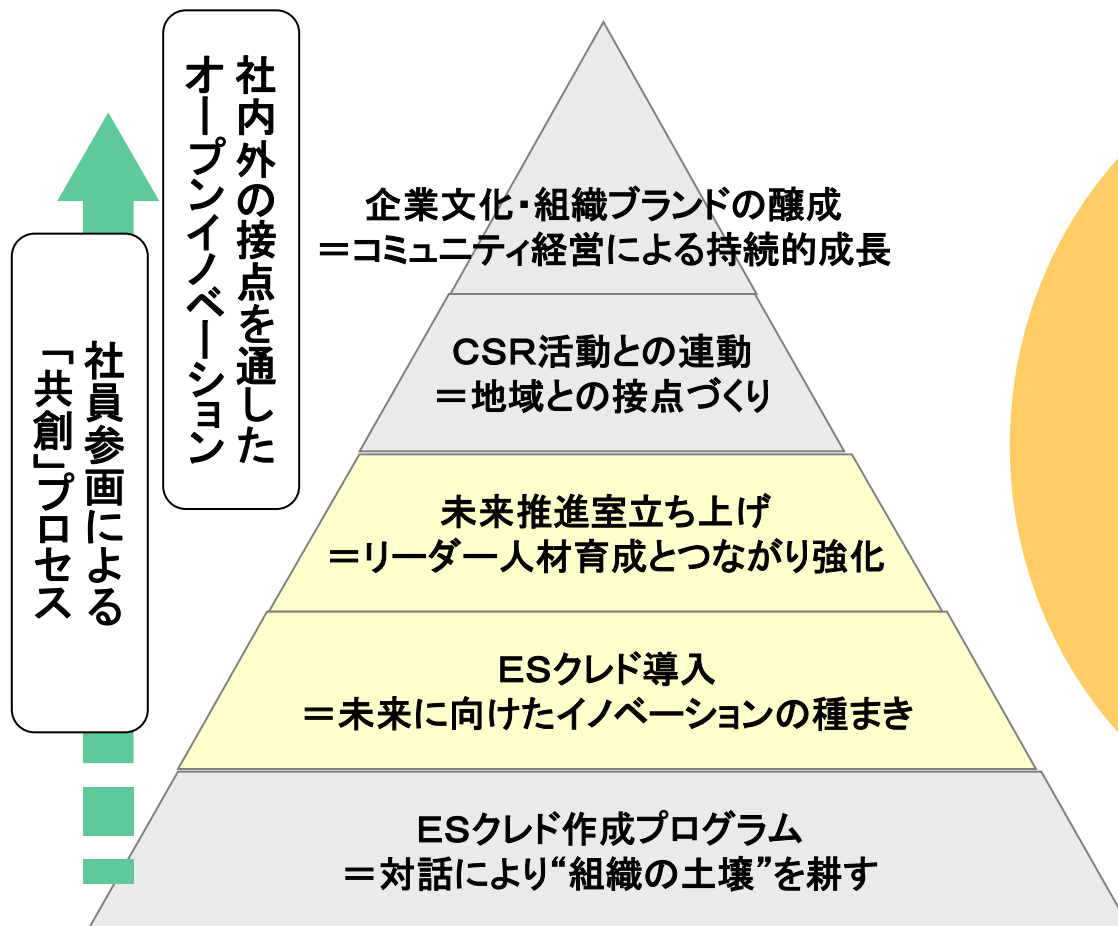 社内外の接点を通した
オープンイノベーション
社員参画による
「共創」プロセス
企業文化・組織ブランドの醸成
＝コミュニティ経営による持続的成長
CSR活動との連動
＝地域との接点づくり
未来推進室立ち上げ
＝リーダー人材育成とつながり強化
ESクレド導入
＝未来に向けたイノベーションの種まき
ESクレド作成プログラム
＝対話により“組織の土壌”を耕す